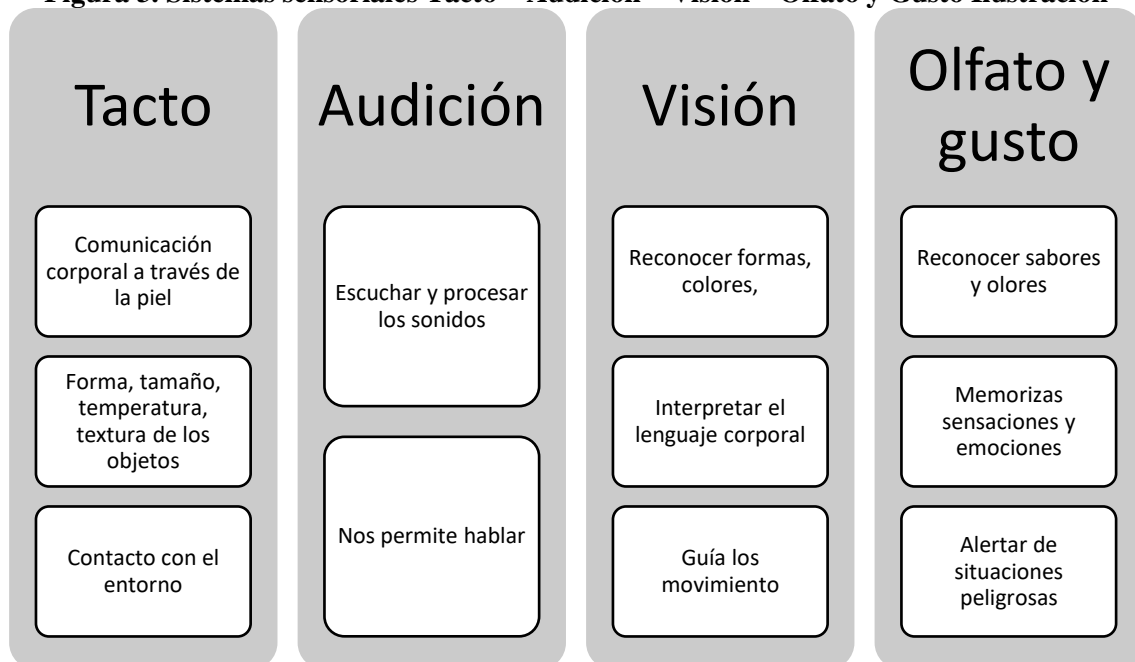 Tacto
Comunicación
corporal a través de
la piel
Forma, tamaño,
temperatura,
textura de los
objetos
Contacto con el
entorno
Audición
Escuchar y procesar
los sonidos
Nos permite hablar
Visión
Reconocer formas,
colores,
Interpretar el
lenguaje corporal
Guía los
movimiento
Olfato y
gusto
Reconocer sabores
y olores
Memorizas
sensaciones y
emociones
Alertar de
situaciones
peligrosas